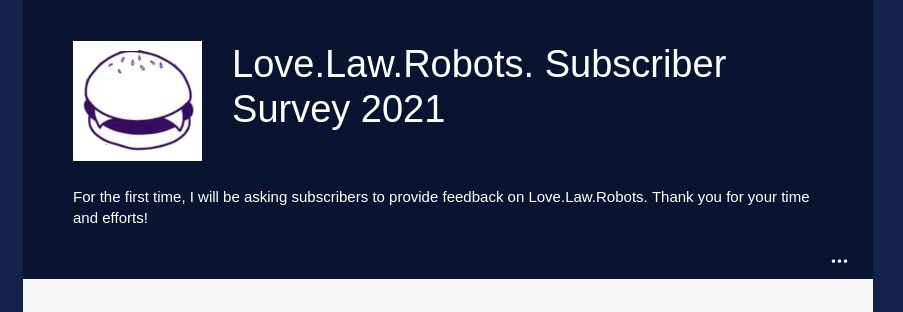 Love.Law.Robots. Subscriber
Survey 2021
For the first time, I will be asking subscribers to provide feedback on Love.Law.Robots. Thank you for your time
and efforts!